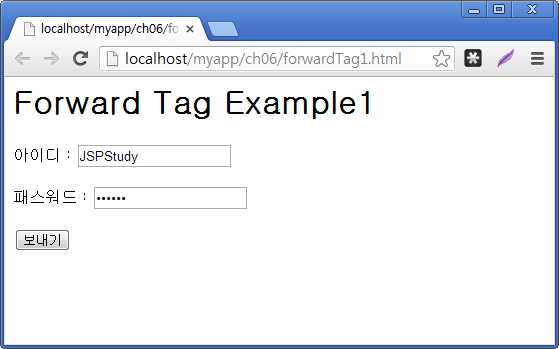 localhost/myapp/ch06/fo
localhost/myapp/ch06/forwardTag1.html
Forward Tag Example1
아이디 : JSPStudy
패스워드 : ••••••
보내기